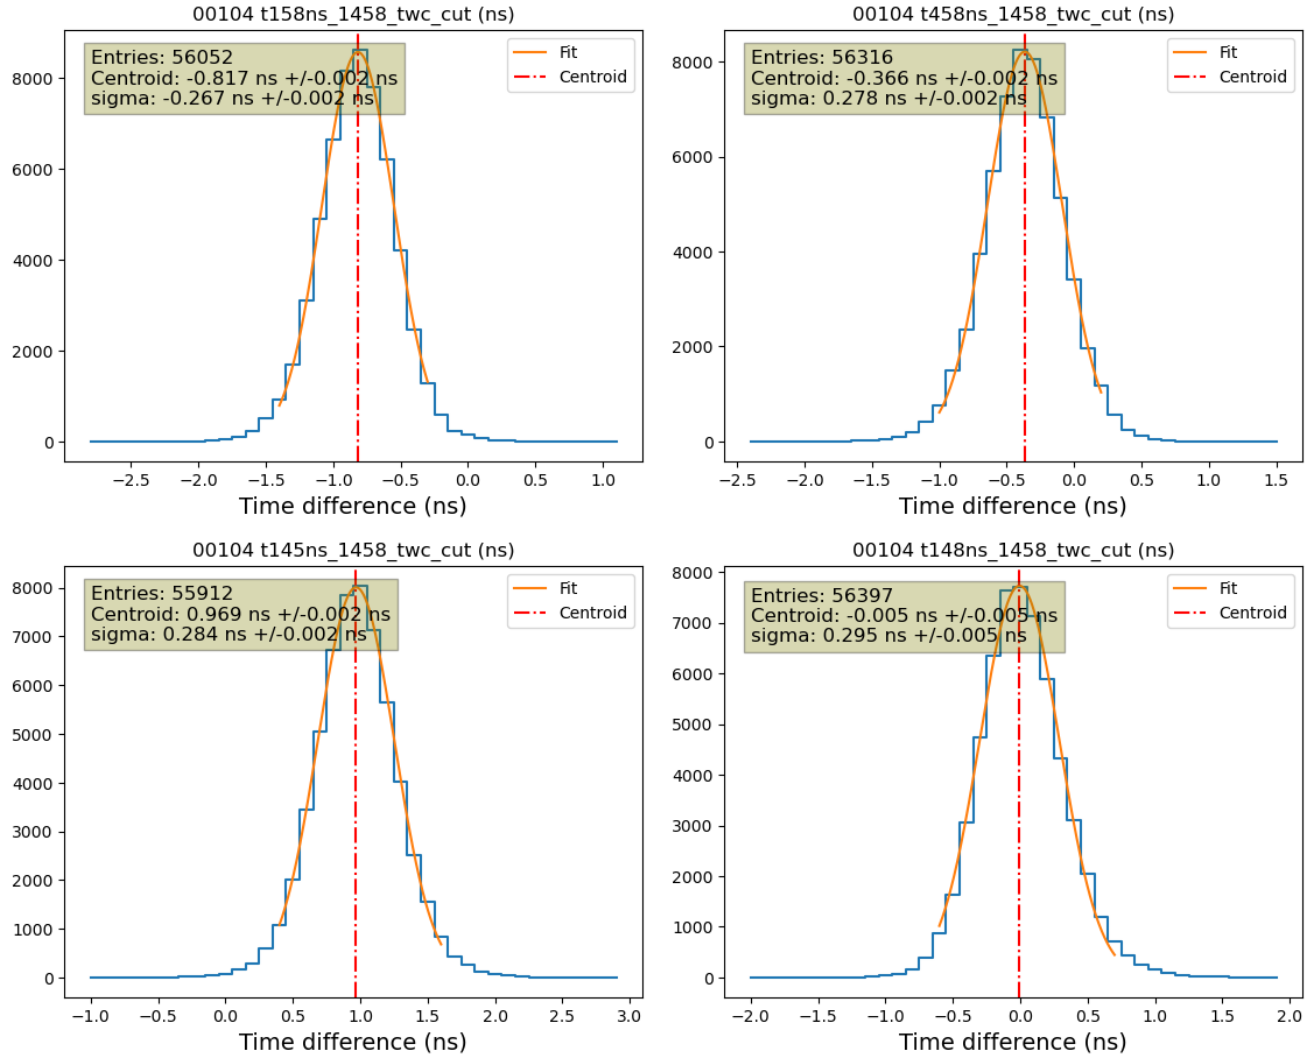 00104 t158ns_1458_twc_cut (ns)
Entries: 56052
Centroid: -0.817 ns +/-0.002 ns
sigma: -0.267 ns +/-0.002 ns
Fit
Centroid
8000
6000
4000
2000
0
−2.5 −2.0 −1.5 −1.0 −0.5 0.0 0.5 1.0
Time difference (ns)
00104 t458ns_1458_twc_cut (ns)
Entries: 56316
Centroid: -0.366 ns +/-0.002 ns
sigma: 0.278 ns +/-0.002 ns
Fit
Centroid
8000
6000
4000
2000
0
−2.5 −2.0 −1.5 −1.0 −0.5 0.0 0.5 1.0 1.5
Time difference (ns)
00104 t145ns_1458_twc_cut (ns)
Entries: 55912
Centroid: 0.969 ns +/-0.002 ns
sigma: 0.284 ns +/-0.002 ns
Fit
Centroid
8000
7000
6000
5000
4000
3000
2000
1000
0
−1.0 −0.5 0.0 0.5 1.0 1.5 2.0 2.5 3.0
Time difference (ns)
00104 t148ns_1458_twc_cut (ns)
Entries: 56397
Centroid: -0.005 ns +/-0.005 ns
sigma: 0.295 ns +/-0.005 ns
Fit
Centroid
8000
7000
6000
5000
4000
3000
2000
1000
0
−2.0 −1.5 −1.0 −0.5 0.0 0.5 1.0 1.5 2.0
Time difference (ns)